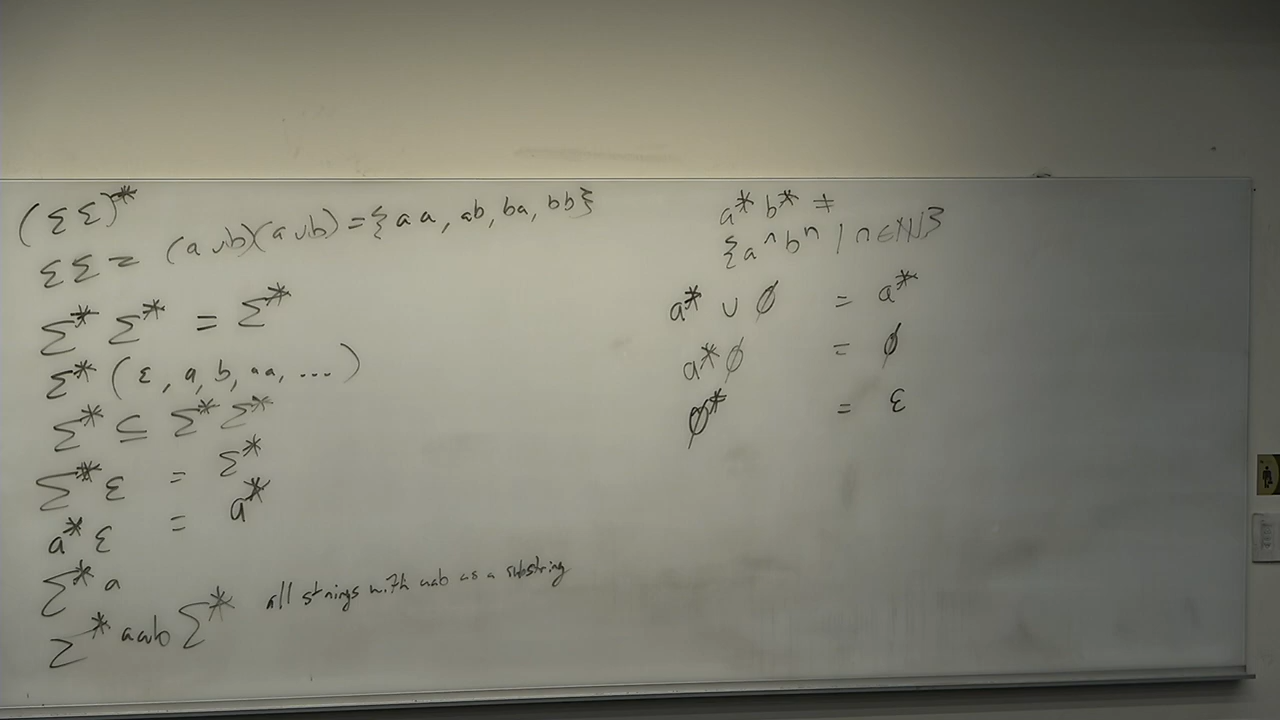 (ΣΣ)*
ΣΣ = (a∪b)(a∪b) = {aa, ab, ba, bb}
Σ* Σ* = Σ*
Σ* (ε, a, b, aa, ...)
Σ* ⊆ Σ* Σ*
Σ* ε = Σ*
a* ε = a*
Σ* a
Σ* aab Σ* all strings with aab as a substring
a* b* ≠
{a^n b^n | n ∈ ℕ}
a* ∪ ∅ = a*
a* ∅ = ∅
∅* = ε